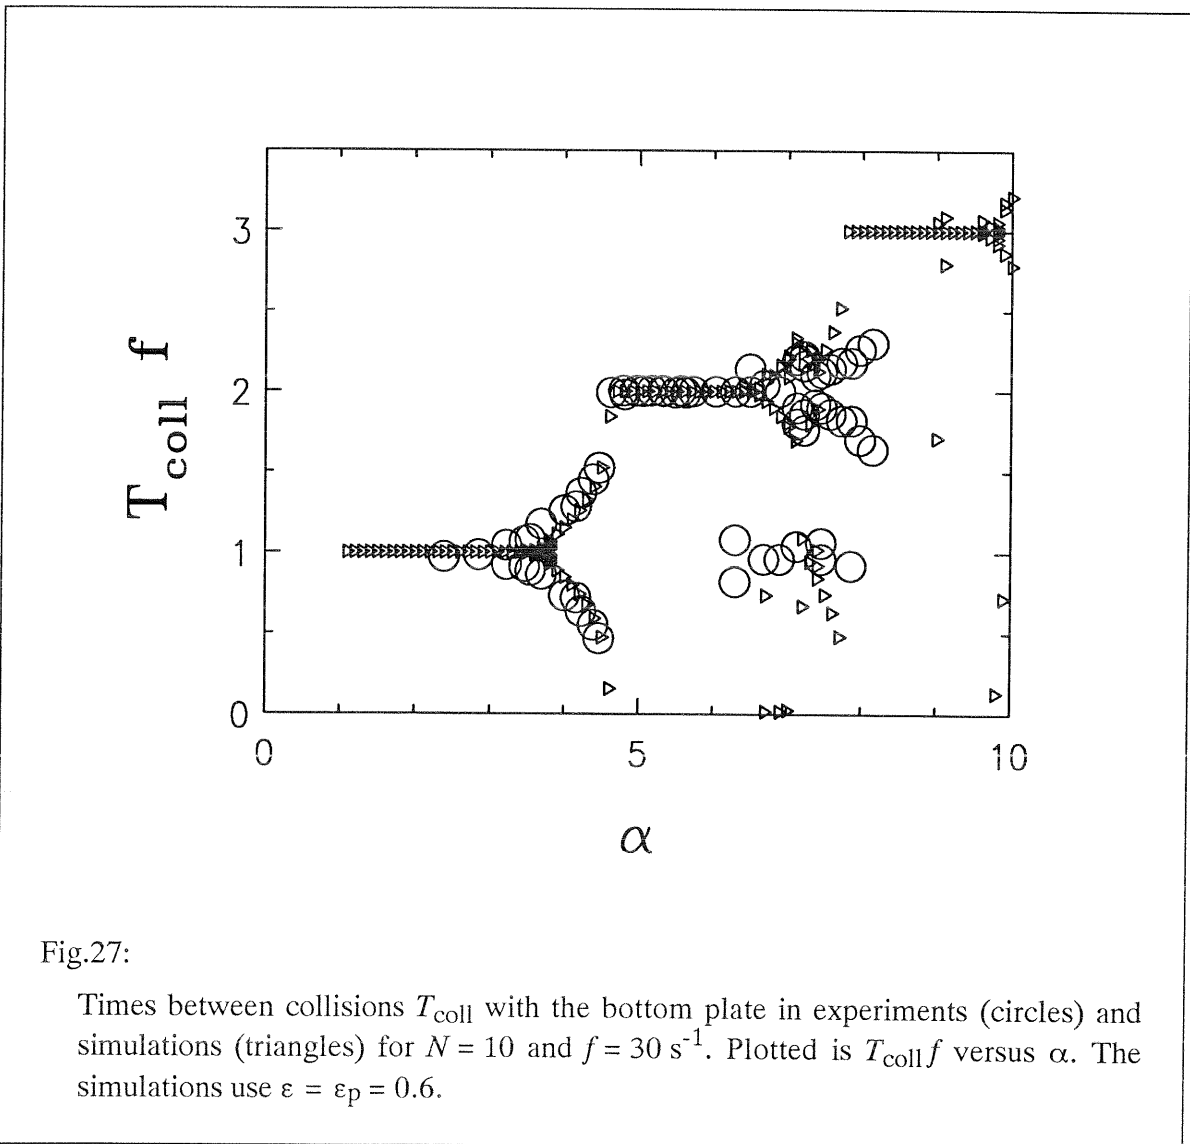 3
2
1
0
T_coll f
0
5
10
α
Fig.27:
Times between collisions T_coll with the bottom plate in experiments (circles) and
simulations (triangles) for N = 10 and f = 30 s⁻¹. Plotted is T_coll f versus α. The
simulations use ε = ε_p = 0.6.